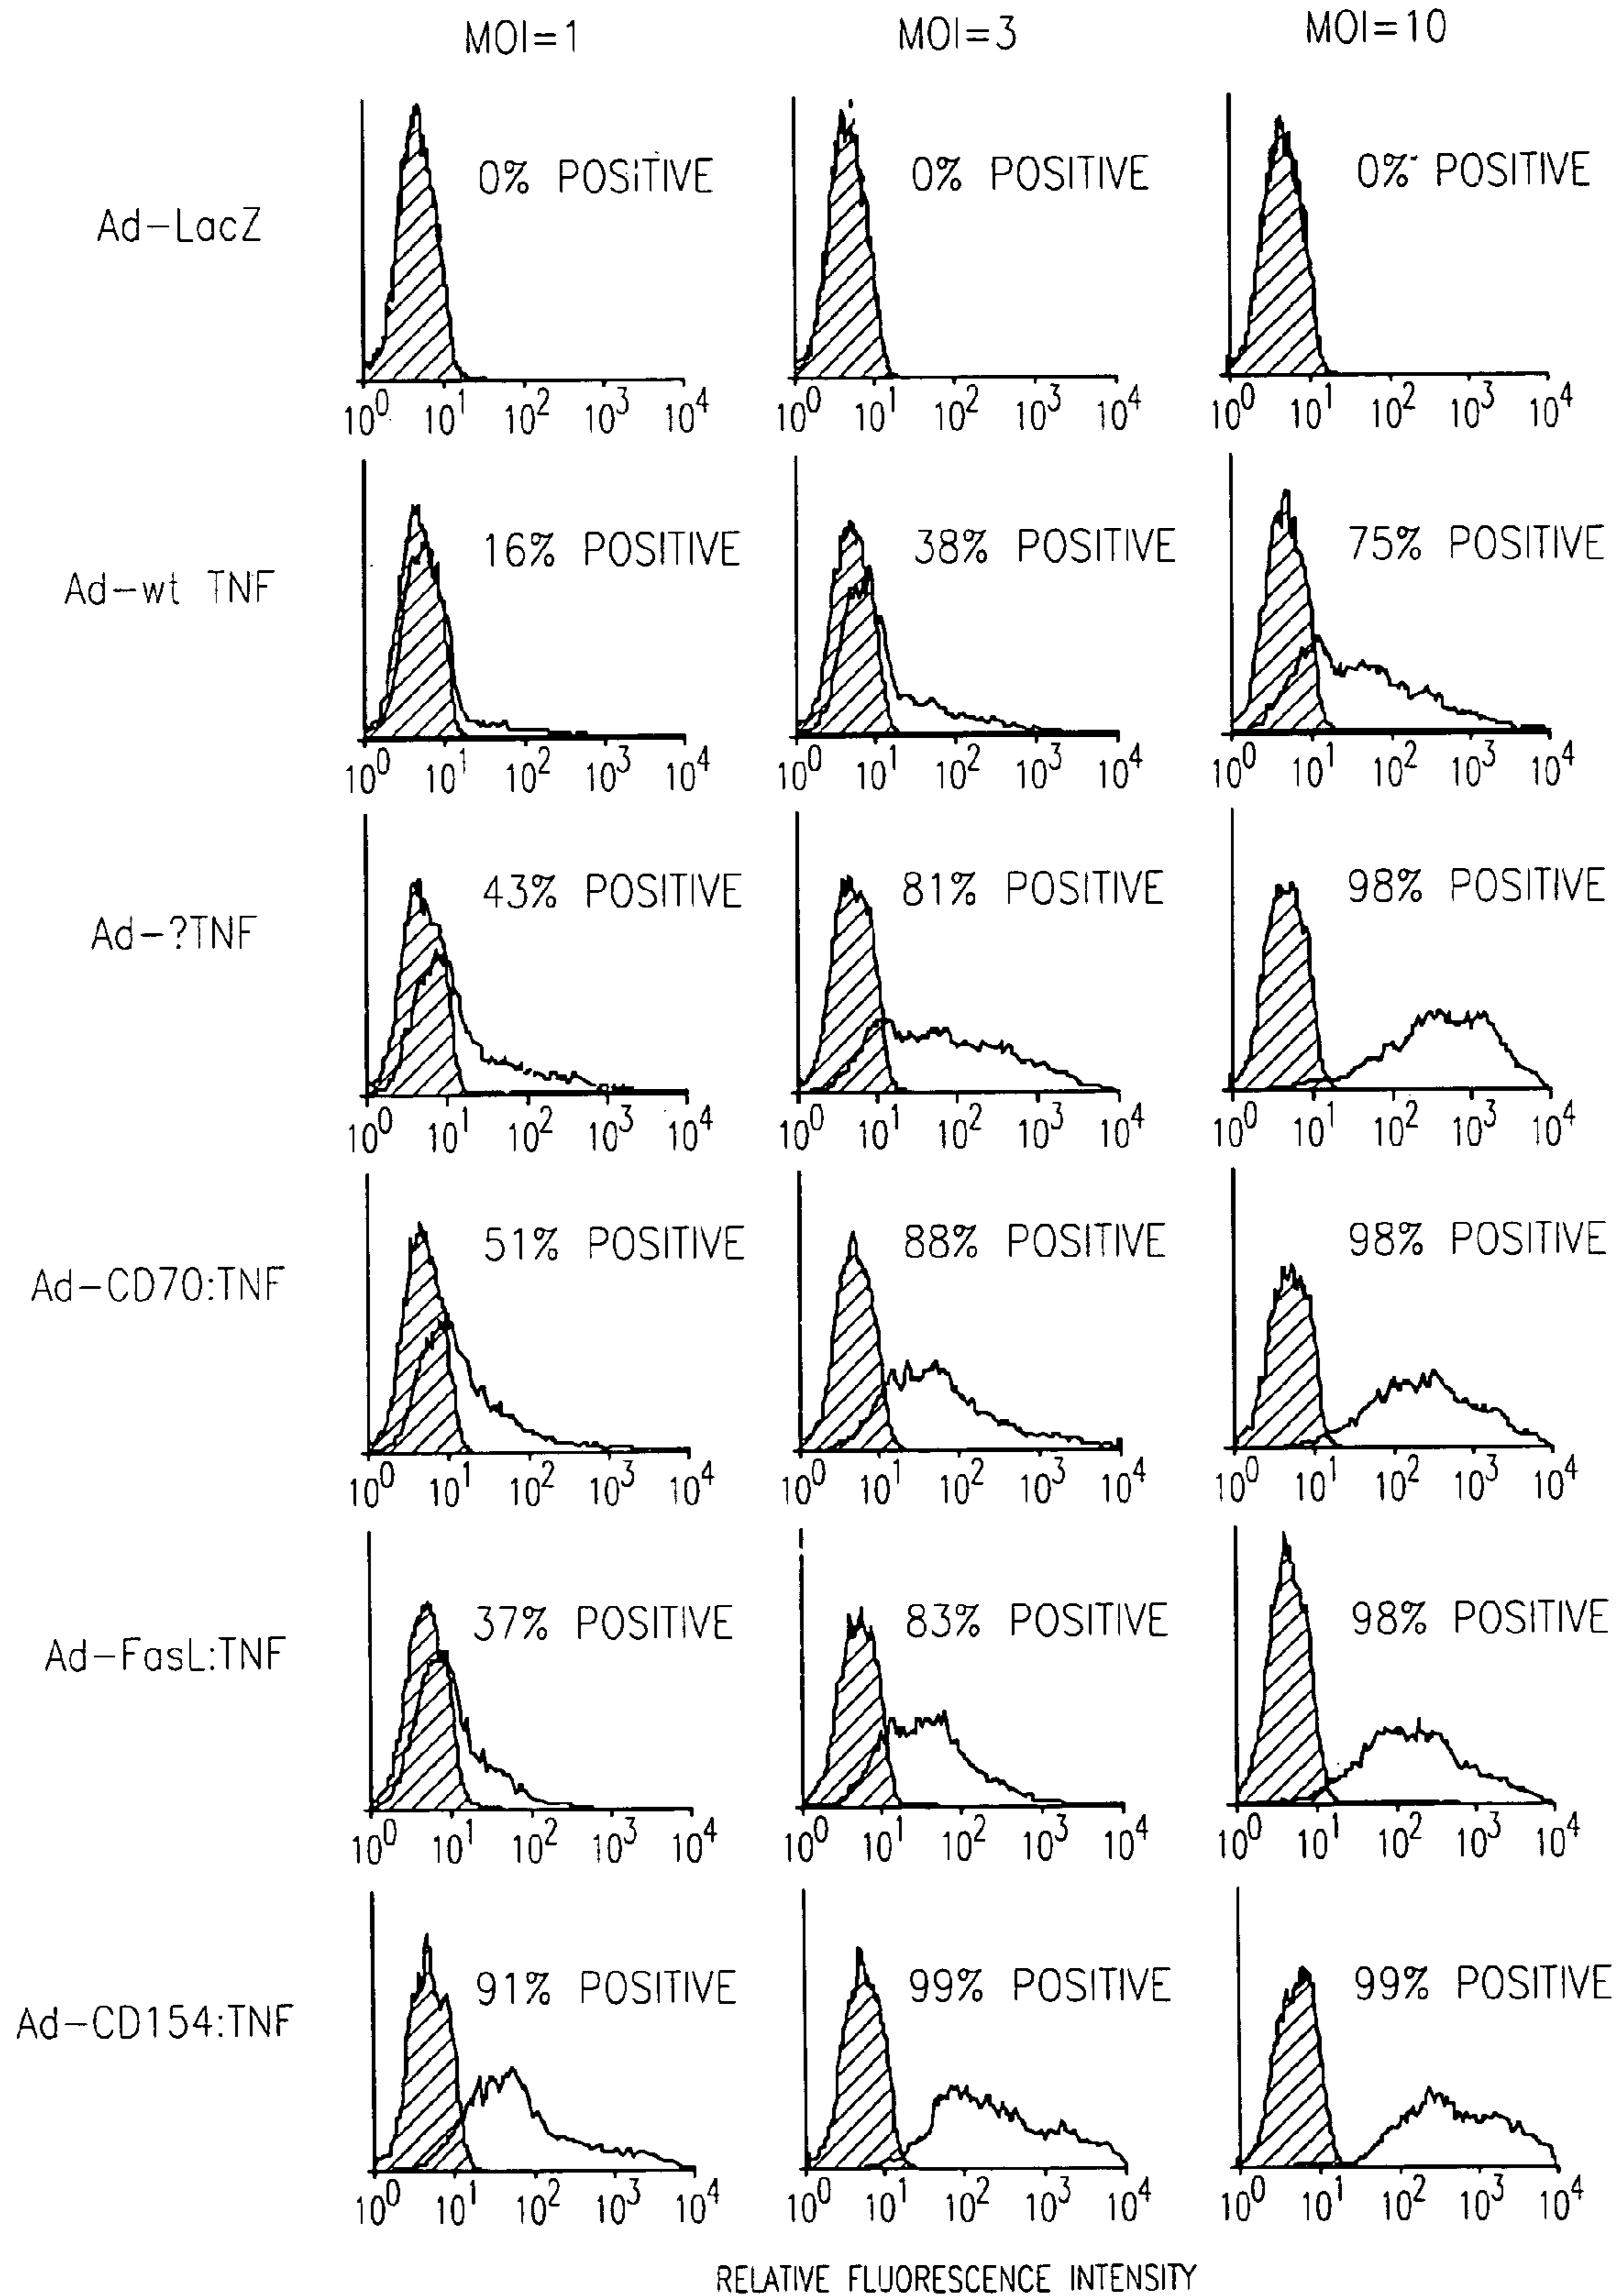 MOI=1 MOI=3 MOI=10
Ad-LacZ
0% POSITIVE 0% POSITIVE 0% POSITIVE
10^0 10^1 10^2 10^3 10^4 10^0 10^1 10^2 10^3 10^4 10^0 10^1 10^2 10^3 10^4
Ad-wt TNF
16% POSITIVE 38% POSITIVE 75% POSITIVE
10^0 10^1 10^2 10^3 10^4 10^0 10^1 10^2 10^3 10^4 10^0 10^1 10^2 10^3 10^4
Ad-?TNF
43% POSITIVE 81% POSITIVE 98% POSITIVE
10^0 10^1 10^2 10^3 10^4 10^0 10^1 10^2 10^3 10^4 10^0 10^1 10^2 10^3 10^4
Ad-CD70:TNF
51% POSITIVE 88% POSITIVE 98% POSITIVE
10^0 10^1 10^2 10^3 10^4 10^0 10^1 10^2 10^3 10^4 10^0 10^1 10^2 10^3 10^4
Ad-FasL:TNF
37% POSITIVE 83% POSITIVE 98% POSITIVE
10^0 10^1 10^2 10^3 10^4 10^0 10^1 10^2 10^3 10^4 10^0 10^1 10^2 10^3 10^4
Ad-CD154:TNF
91% POSITIVE 99% POSITIVE 99% POSITIVE
10^0 10^1 10^2 10^3 10^4 10^0 10^1 10^2 10^3 10^4 10^0 10^1 10^2 10^3 10^4
RELATIVE FLUORESCENCE INTENSITY